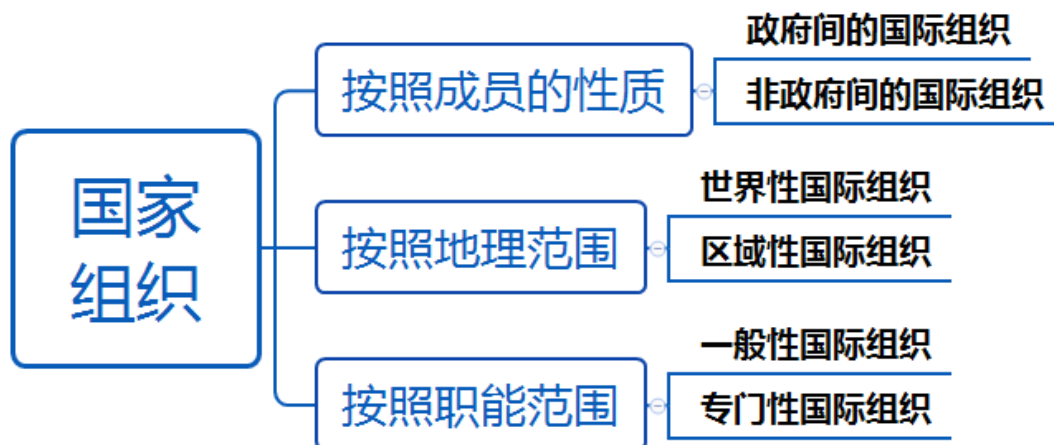 国家
组织
按照成员的性质
政府间的国际组织
非政府间的国际组织
按照地理范围
世界性国际组织
区域性国际组织
按照职能范围
一般性国际组织
专门性国际组织